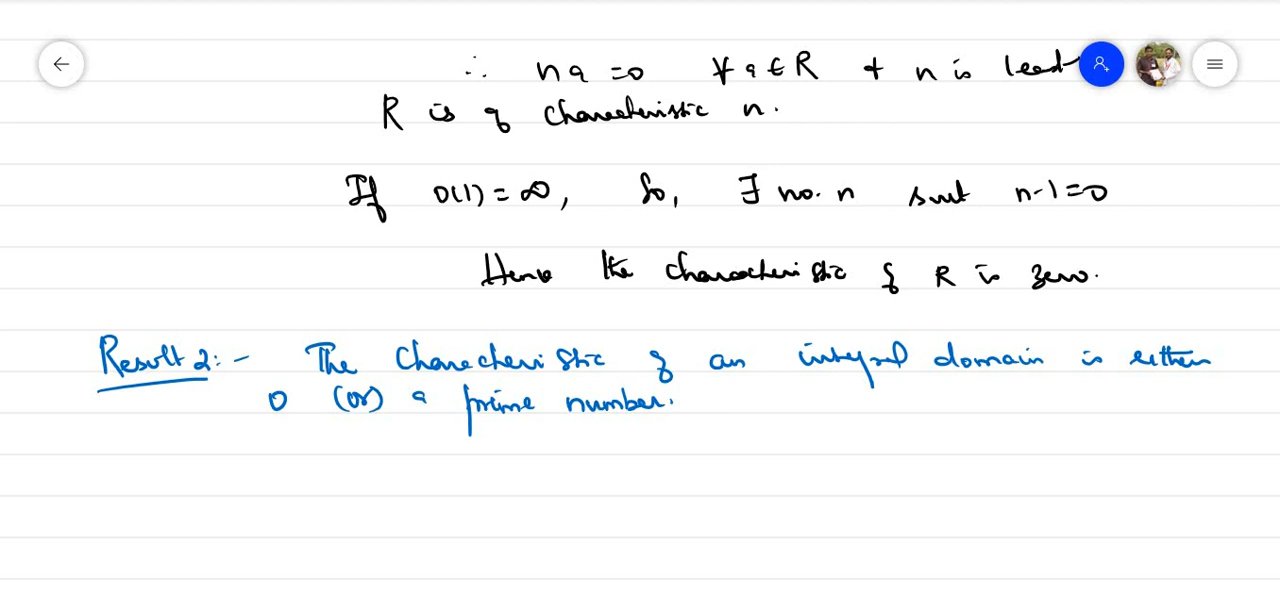 ∴ na = 0 ∀ a ∈ R & n is least
R is of characteristic n.
If O(1) = ∞, So, ∃ no. n such n·1 = 0
Hence the characteristic of R is zero.
Result 2:- The Characteristic of an integral domain is either
0 (or) a prime number.